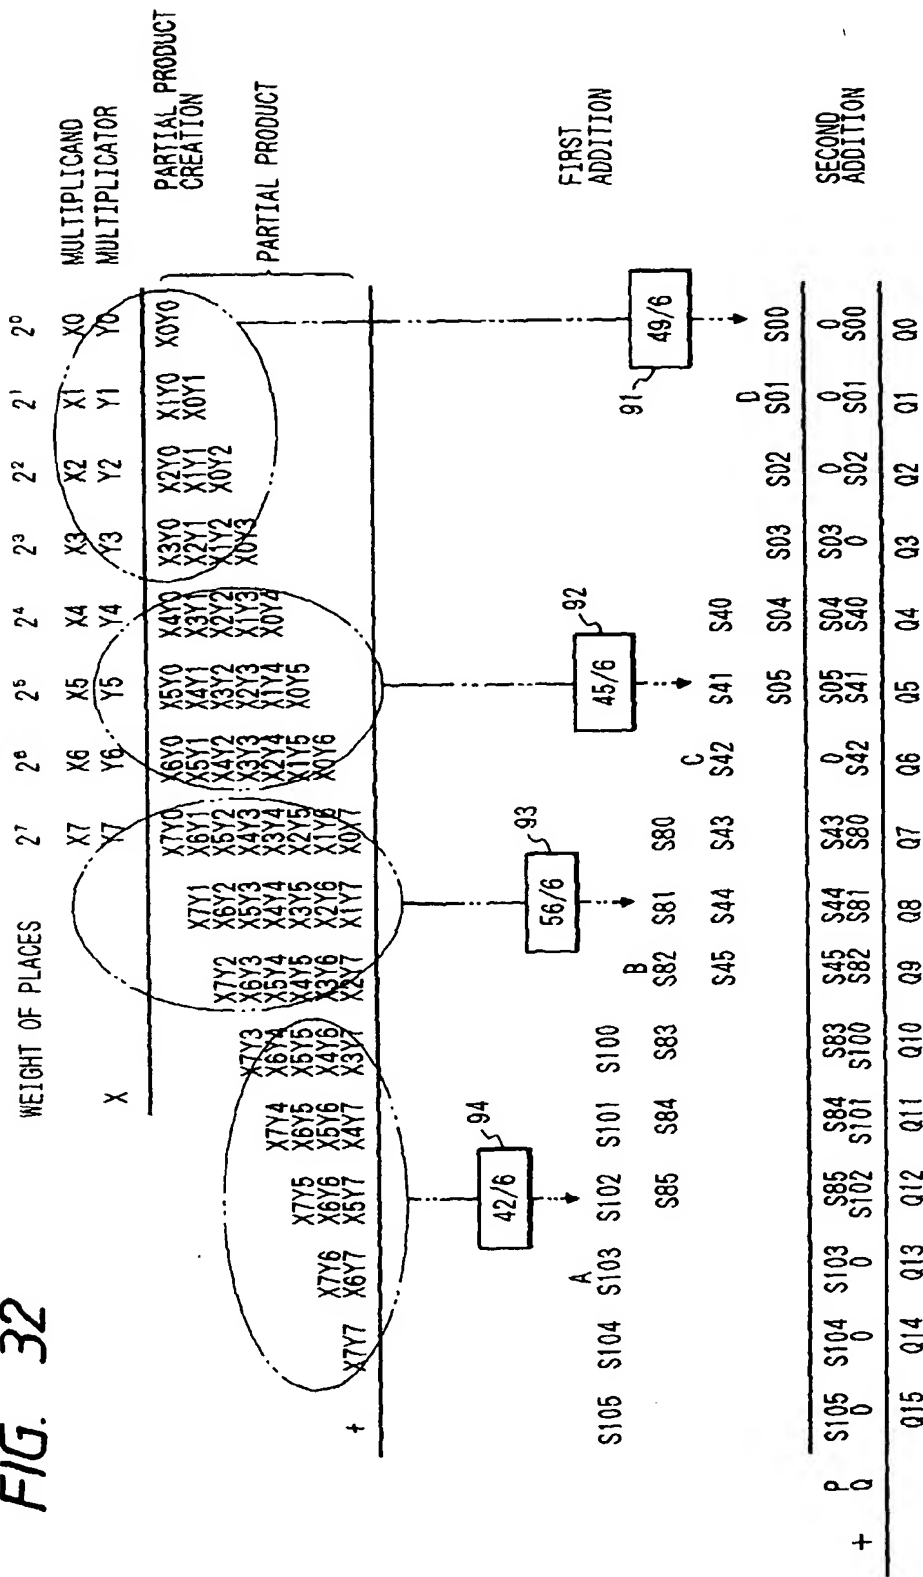 FIG. 32
WEIGHT OF PLACES 2⁷ 2⁶ 2⁵ 2⁴ 2³ 2² 2¹ 2⁰
X7 X6 X5 X4 X3 X2 X1 X0 MULTIPLICAND
X Y7 Y6 Y5 Y4 Y3 Y2 Y1 Y0 MULTIPLICATOR
X7Y0 X6Y0 X5Y0 X4Y0 X3Y0 X2Y0 X1Y0 X0Y0 PARTIAL PRODUCT
X7Y1 X6Y1 X5Y1 X4Y1 X3Y1 X2Y1 X1Y1 X0Y1 CREATION
X7Y2 X6Y2 X5Y2 X4Y2 X3Y2 X2Y2 X1Y2 X0Y2
X7Y3 X6Y3 X5Y3 X4Y3 X3Y3 X2Y3 X1Y3 X0Y3
X7Y4 X6Y4 X5Y4 X4Y4 X3Y4 X2Y4 X1Y4 X0Y4 PARTIAL PRODUCT
X7Y5 X6Y5 X5Y5 X4Y5 X3Y5 X2Y5 X1Y5 X0Y5
X7Y6 X6Y6 X5Y6 X4Y6 X3Y6 X2Y6 X1Y6 X0Y6
+ X7Y7 X6Y7 X5Y7 X4Y7 X3Y7 X2Y7 X1Y7 X0Y7
42/6 94
56/6 93
45/6 92
91 49/6
FIRST
ADDITION
A
S105 S104 S103 S102 S101 S100
B
S85 S84 S83 S82 S81 S80
C
S45 S44 S43 S42 S41 S40
D
S05 S04 S03 S02 S01 S00
P S105 S104 S103 S85 S84 S83 S45 S44 S43 0 S05 S04 S03 0 0 0 SECOND
+ Q 0 0 0 S102 S101 S100 S82 S81 S80 S42 S41 S40 0 S02 S01 S00 ADDITION
Q15 Q14 Q13 Q12 Q11 Q10 Q9 Q8 Q7 Q6 Q5 Q4 Q3 Q2 Q1 Q0